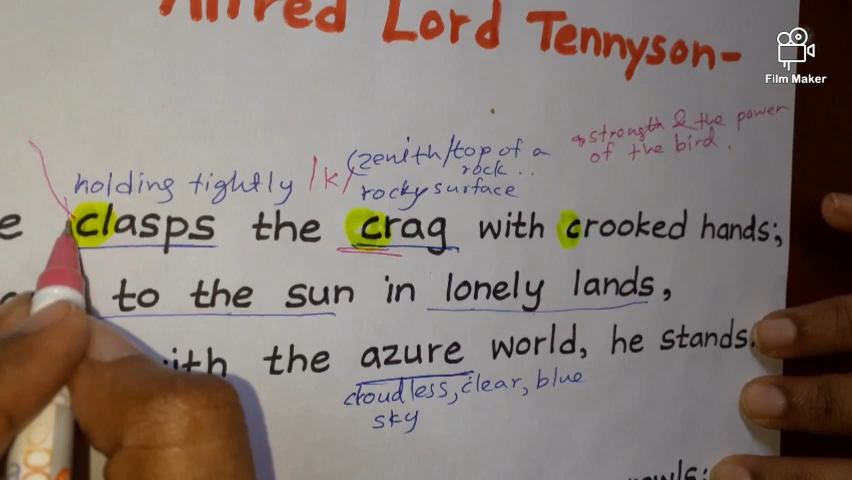 Alfred Lord Tennyson-
Film Maker
strength & the power
of the bird.
(zenith/top of a
rock..
holding tightly /k/
rocky surface
e clasps the crag with crooked hands;
to the sun in lonely lands,
ith the azure world, he stands.
cloudless, clear, blue
sky